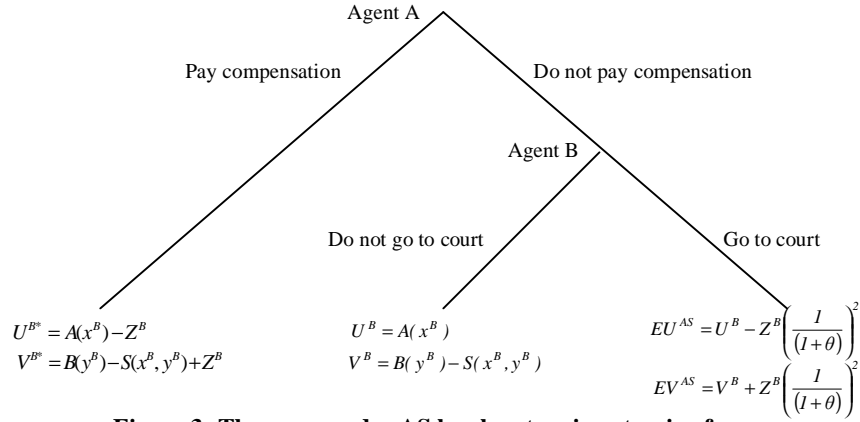 Agent A
Pay compensation
Do not pay compensation
Agent B
Do not go to court
Go to court
U^{B*} = A(x^B) − Z^B
V^{B*} = B(y^B) − S(x^B, y^B) + Z^B
U^B = A( x^B )
V^B = B( y^B ) − S( x^B , y^B )
EU^{AS} = U^B − Z^B (1/(1+θ))^2
EV^{AS} = V^B + Z^B (1/(1+θ))^2